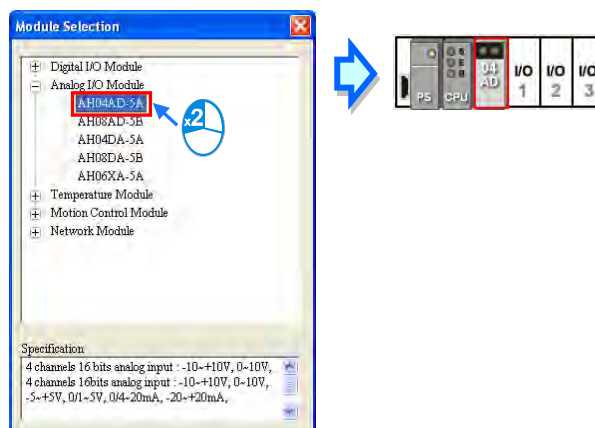 Module Selection
Digital I/O Module
Analog I/O Module
AH04AD-5A
AH08AD-5B
AH04DA-5A
AH08DA-5B
AH06XA-5A
Temperature Module
Motion Control Module
Network Module
x2
Specification
4 channels 16 bits analog input : -10~+10V, 0~10V,
4 channels 16bits analog input : -10~+10V, 0~10V,
-5~+5V, 0/1~5V, 0/4~20mA, -20~+20mA,
PS
CPU
04
AD
I/O
1
I/O
2
I/O
3